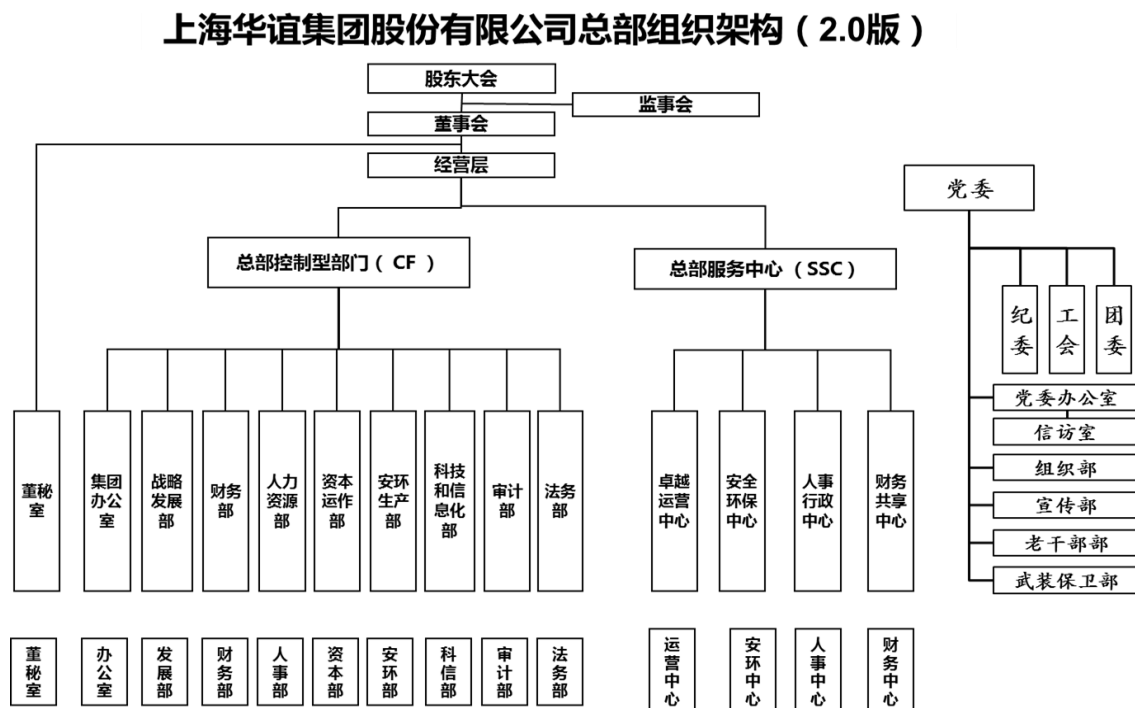 上海华谊集团股份有限公司总部组织架构（2.0版）
股东大会
监事会
董事会
经营层
党委
总部控制型部门（ CF ）
总部服务中心 （SSC）
纪委
工会
团委
党委办公室
信访室
组织部
宣传部
老干部部
武装保卫部
董秘室
集团办公室
战略发展部
财务部
人力资源部
资本运作部
安环生产部
科技和信息化部
审计部
法务部
卓越运营中心
安全环保中心
人事行政中心
财务共享中心
董秘室
办公室
发展部
财务部
人事部
资本部
安环部
科信部
审计部
法务部
运营中心
安环中心
人事中心
财务中心